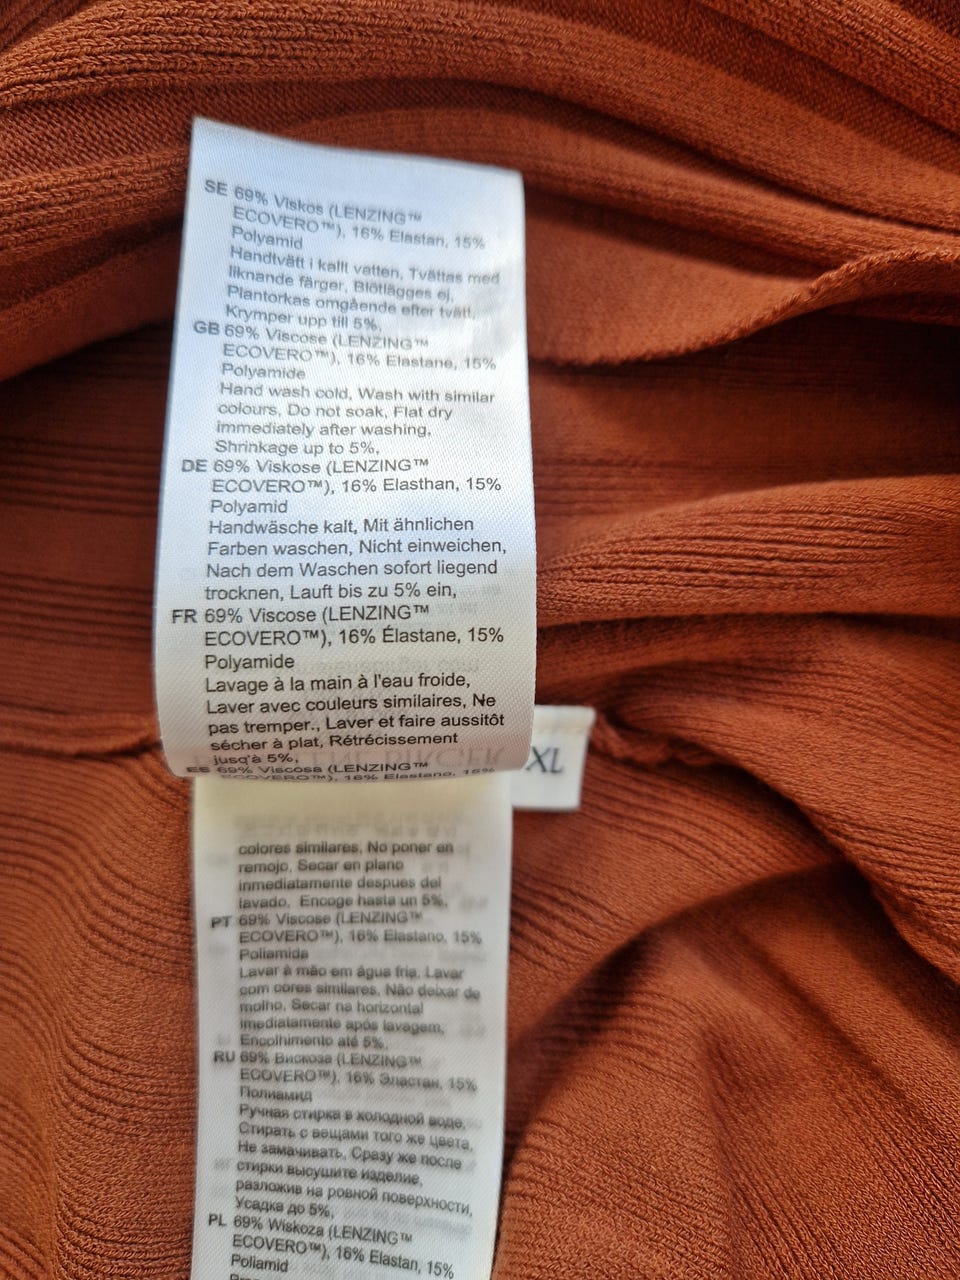 SE 69% Viskos (LENZING™
ECOVERO™), 16% Elastan, 15%
Polyamid
Handtvätt i kallt vatten, Tvättas med
liknande färger, Blötlägges ej,
Plantorkas omgående efter tvätt,
Krymper upp till 5%,
GB 69% Viscose (LENZING™
ECOVERO™), 16% Elastane, 15%
Polyamide
Hand wash cold, Wash with similar
colours, Do not soak, Flat dry
immediately after washing,
Shrinkage up to 5%,
DE 69% Viskose (LENZING™
ECOVERO™), 16% Elasthan, 15%
Polyamid
Handwäsche kalt, Mit ähnlichen
Farben waschen, Nicht einweichen,
Nach dem Waschen sofort liegend
trocknen, Lauft bis zu 5% ein,
FR 69% Viscose (LENZING™
ECOVERO™), 16% Élastane, 15%
Polyamide
Lavage à la main à l'eau froide,
Laver avec couleurs similaires, Ne
pas tremper., Laver et faire aussitôt
sécher à plat, Rétrécissement
jusq'à 5%,
ES 69% Viscosa (LENZING™
ECOVERO™), 16% Elastano, 15%
XL
colores similares, No poner en
remojo, Secar en plano
inmediatamente despues del
lavado, Encoge hasta un 5%,
PT 69% Viscose (LENZING™
ECOVERO™), 16% Elastano, 15%
Poliamida
Lavar à mão em água fria, Lavar
com cores similares, Não deixar de
molho, Secar na horizontal
imediatamente após lavagem,
Encolhimento até 5%,
RU 69% Вискоза (LENZING™
ECOVERO™), 16% Эластан, 15%
Полиамид
Ручная стирка в холодной воде,
Стирать с вещами того же цвета,
Не замачивать, Сразу же после
стирки высушите изделие,
разложив на ровной поверхности,
Усадка до 5%,
PL 69% Wiskoza (LENZING™
ECOVERO™), 16% Elastan, 15%
Poliamid